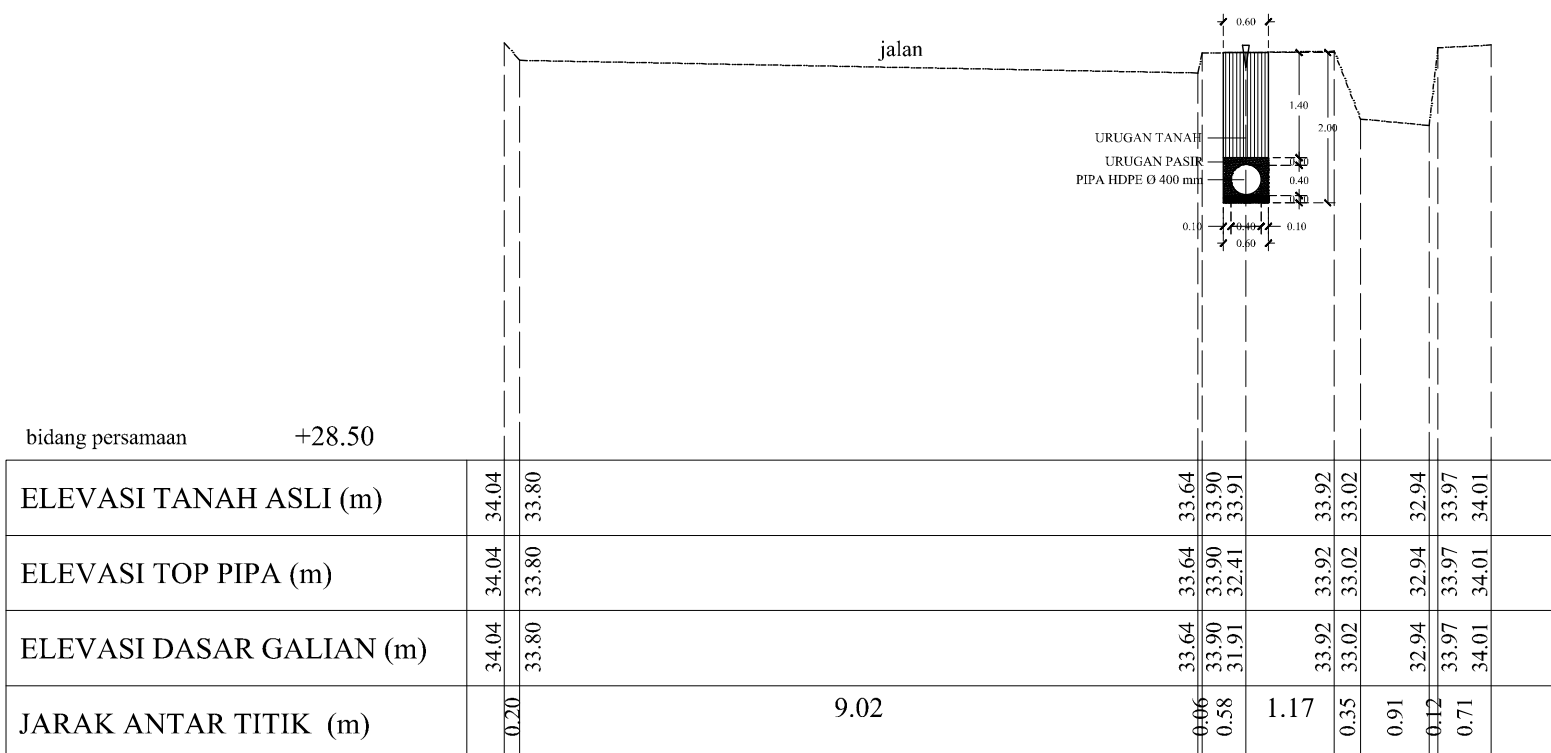 0.60
jalan
1.40
2.00
URUGAN TANAH
URUGAN PASIR
PIPA HDPE Ø 400 mm
0.40
0.10 0.40 0.10
0.60
bidang persamaan +28.50
ELEVASI TANAH ASLI (m) 34.04 33.80 33.64 33.90 33.91 33.92 33.02 32.94 33.97 34.01
ELEVASI TOP PIPA (m) 34.04 33.80 33.64 33.90 32.41 33.92 33.02 32.94 33.97 34.01
ELEVASI DASAR GALIAN (m) 34.04 33.80 33.64 33.90 31.91 33.92 33.02 32.94 33.97 34.01
JARAK ANTAR TITIK (m) 0.20 9.02 0.06 0.58 1.17 0.35 0.91 0.12 0.71